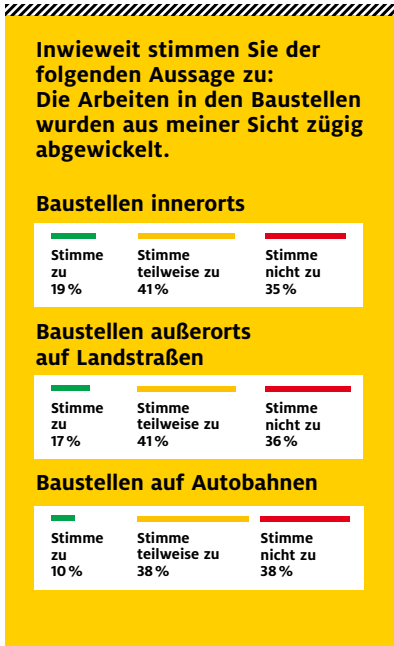 Inwieweit stimmen Sie der
folgenden Aussage zu:
Die Arbeiten in den Baustellen
wurden aus meiner Sicht zügig
abgewickelt.
Baustellen innerorts
Stimme
zu
19 %
Stimme
teilweise zu
41 %
Stimme
nicht zu
35 %
Baustellen außerorts
auf Landstraßen
Stimme
zu
17 %
Stimme
teilweise zu
41 %
Stimme
nicht zu
36 %
Baustellen auf Autobahnen
Stimme
zu
10 %
Stimme
teilweise zu
38 %
Stimme
nicht zu
38 %